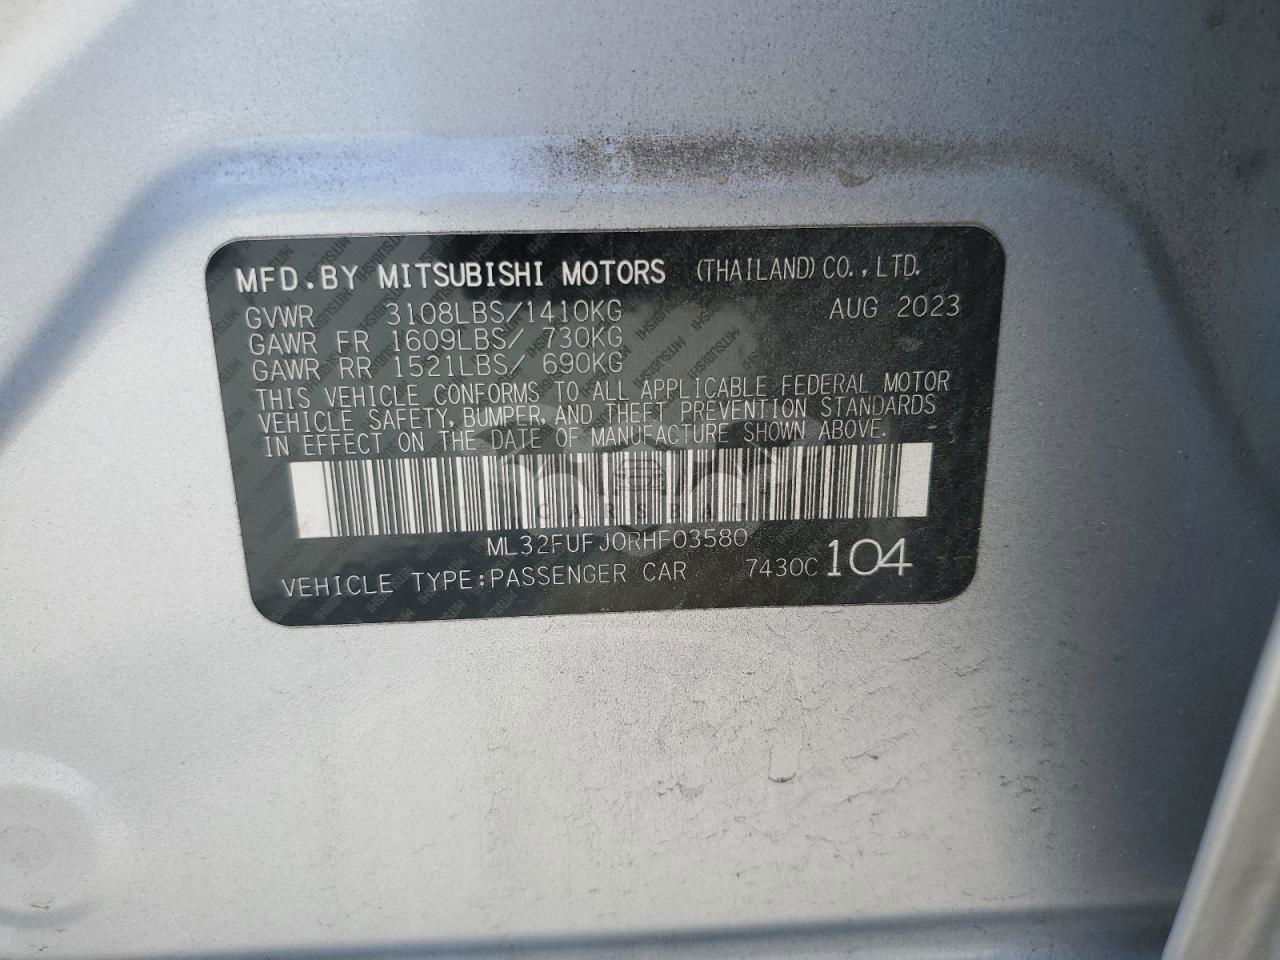 MFD.BY MITSUBISHI MOTORS (THAILAND) CO.,LTD.
GVWR 3108LBS/1410KG AUG 2023
GAWR FR 1609LBS/ 730KG
GAWR RR 1521LBS/ 690KG
THIS VEHICLE CONFORMS TO ALL APPLICABLE FEDERAL MOTOR
VEHICLE SAFETY, BUMPER, AND THEFT PREVENTION STANDARDS
IN EFFECT ON THE DATE OF MANUFACTURE SHOWN ABOVE.
CARSBAY
ML32FUFJ0RHF03580
VEHICLE TYPE:PASSENGER CAR 7430C 104